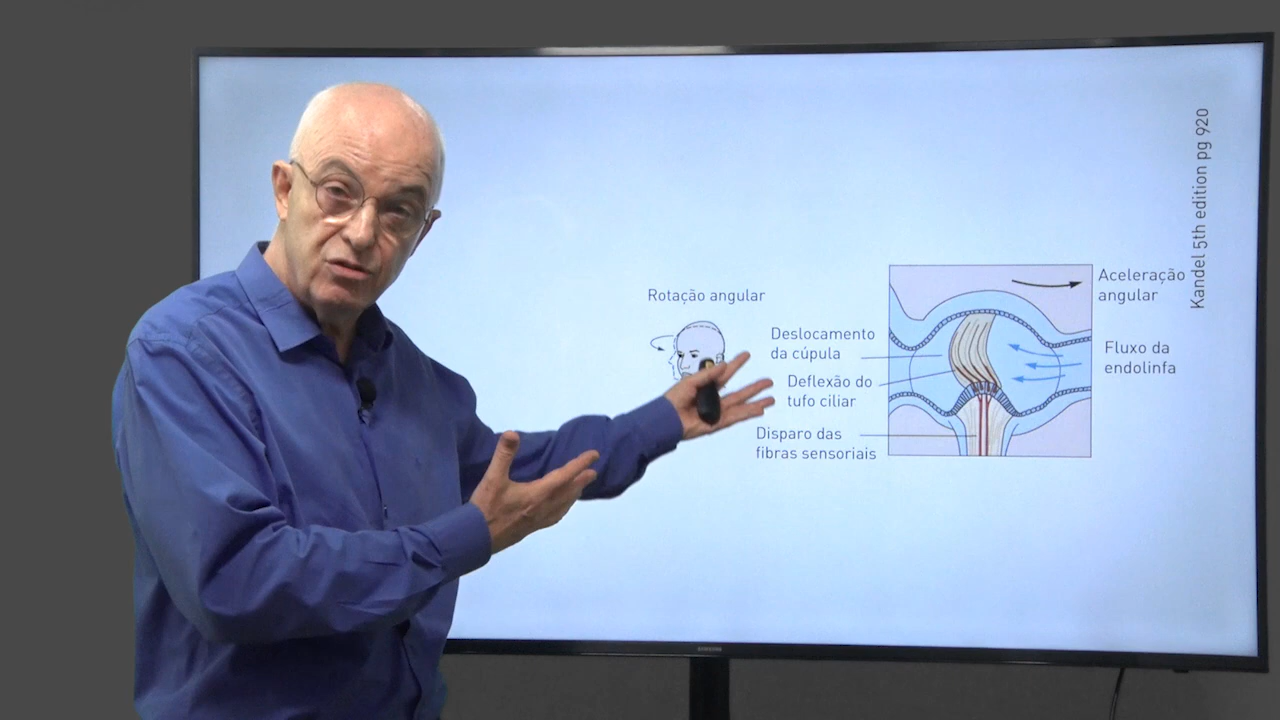 Kandel 5th edition pg 920
Rotação angular
Aceleração
angular
Deslocamento
da cúpula
Fluxo da
endolinfa
Deflexão do
tufo ciliar
Disparo das
fibras sensoriais
SAMSUNG